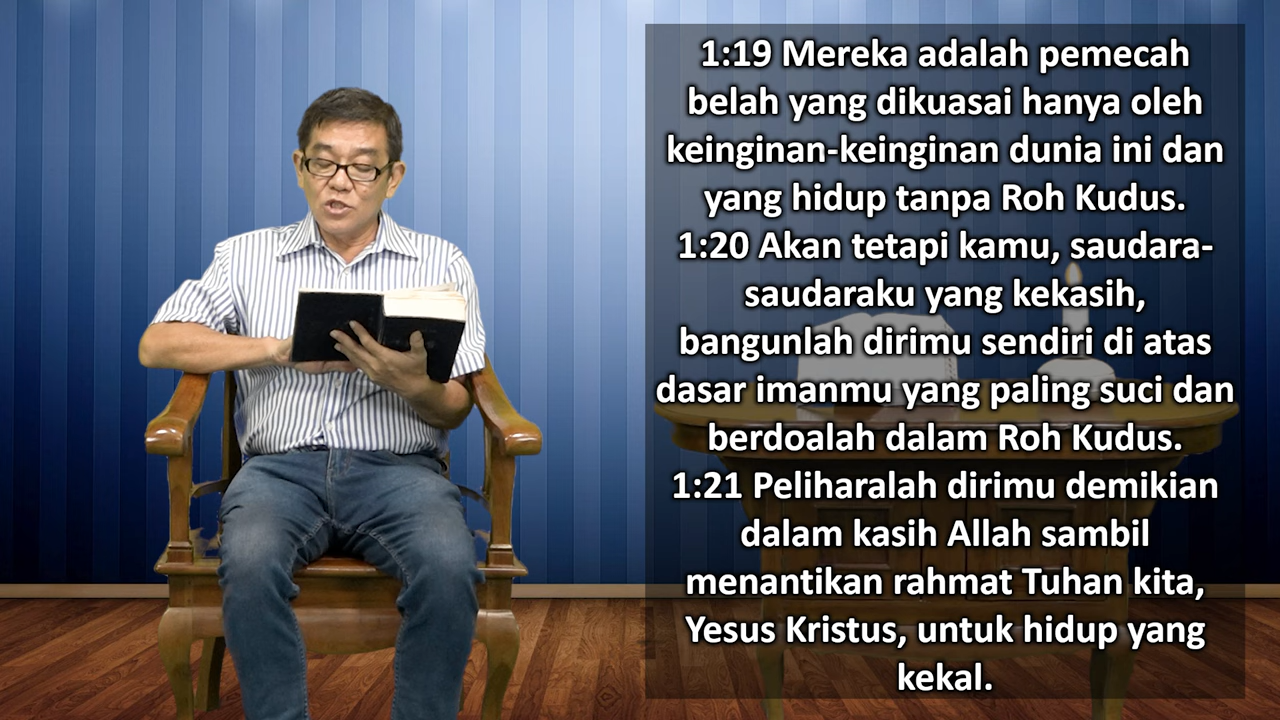 1:19 Mereka adalah pemecah
belah yang dikuasai hanya oleh
keinginan-keinginan dunia ini dan
yang hidup tanpa Roh Kudus.
1:20 Akan tetapi kamu, saudara-
saudaraku yang kekasih,
bangunlah dirimu sendiri di atas
dasar imanmu yang paling suci dan
berdoalah dalam Roh Kudus.
1:21 Peliharalah dirimu demikian
dalam kasih Allah sambil
menantikan rahmat Tuhan kita,
Yesus Kristus, untuk hidup yang
kekal.